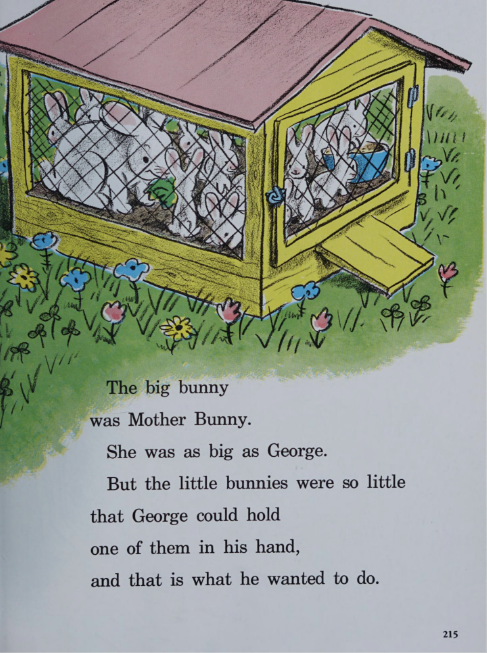 The big bunny
was Mother Bunny.
She was as big as George.
But the little bunnies were so little
that George could hold
one of them in his hand,
and that is what he wanted to do.
215